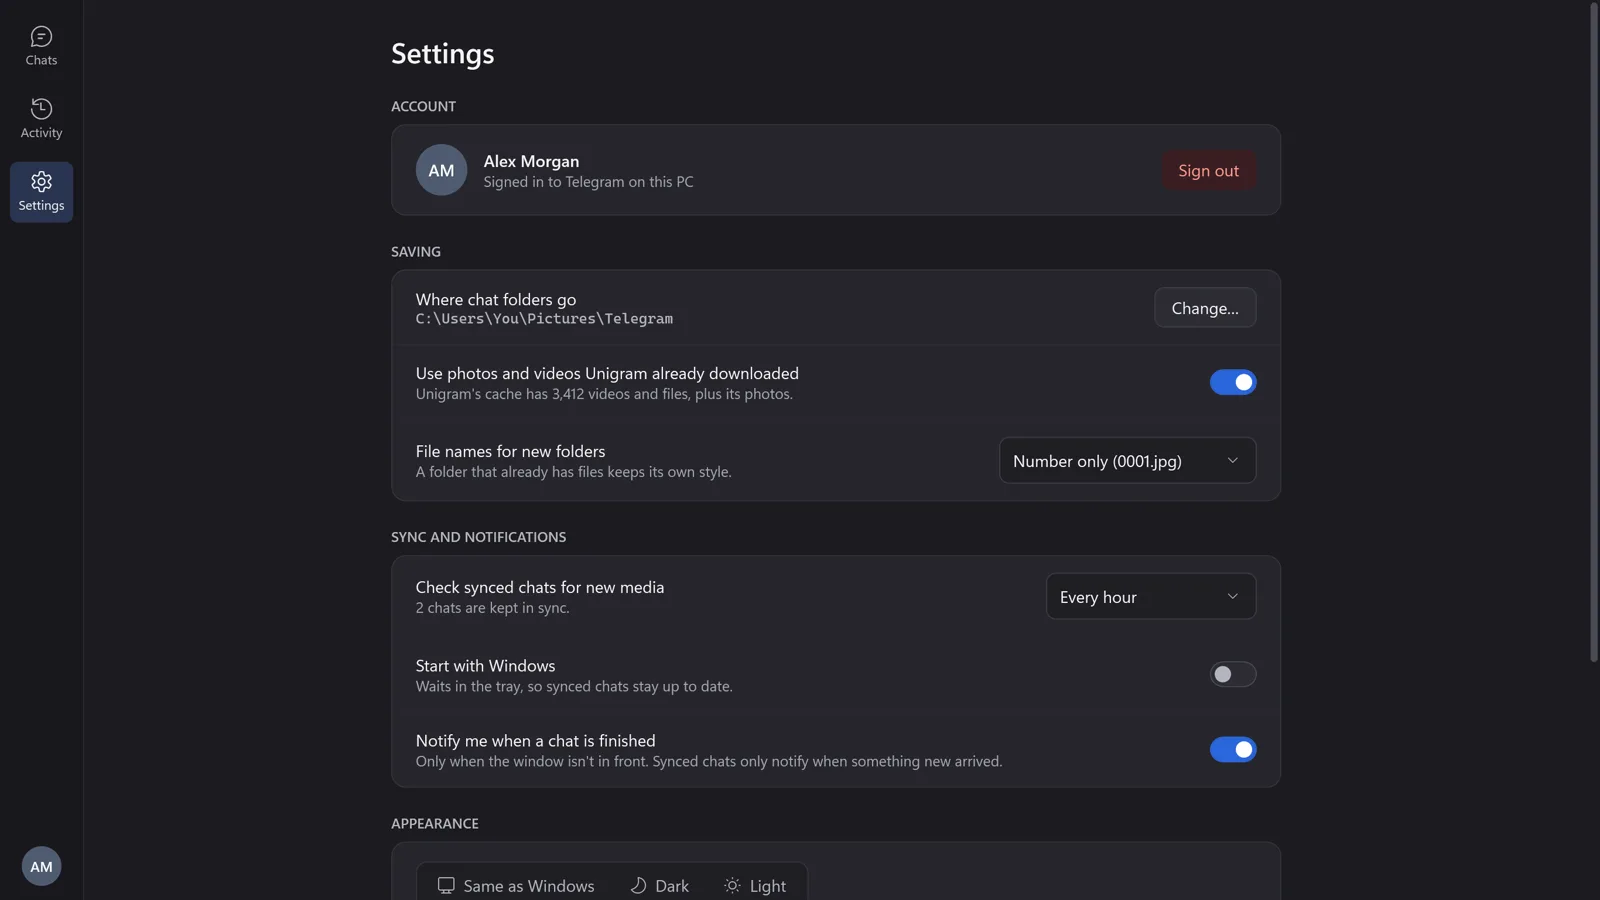 Chats
Activity
Settings
AM
Settings
ACCOUNT
AM
Alex Morgan
Signed in to Telegram on this PC
Sign out
SAVING
Where chat folders go
C:\Users\You\Pictures\Telegram
Change...
Use photos and videos Unigram already downloaded
Unigram's cache has 3,412 videos and files, plus its photos.
File names for new folders
A folder that already has files keeps its own style.
Number only (0001.jpg)
SYNC AND NOTIFICATIONS
Check synced chats for new media
2 chats are kept in sync.
Every hour
Start with Windows
Waits in the tray, so synced chats stay up to date.
Notify me when a chat is finished
Only when the window isn't in front. Synced chats only notify when something new arrived.
APPEARANCE
Same as Windows
Dark
Light